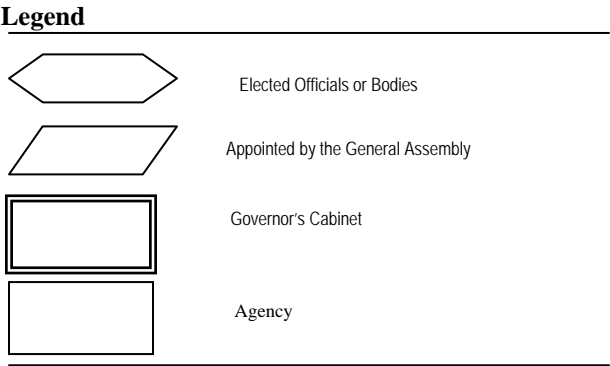 Legend
Elected Officials or Bodies
Appointed by the General Assembly
Governor's Cabinet
Agency